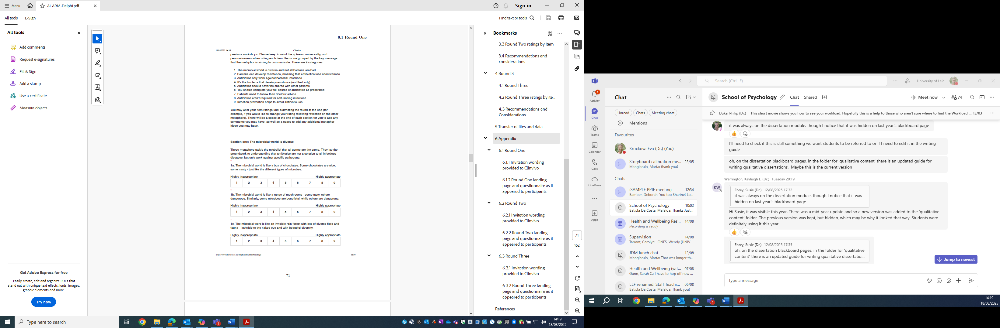 Menu
ALARM-Delphi.pdf
Sign in
All tools
E-Sign
Find text or tools
All tools
Add comments
Request e-signatures
Fill & Sign
Add a stamp
Use a certificate
Measure objects
Get Adobe Express for free
Easily create, edit and organize PDFs that
stand out with unique text effects, fonts, images,
graphic elements and more.
Try now
6.1 Round One
15/05/2025, 14:58
Clinvivo
previous workshops. Please keep in mind the aptness, universality, and
persuasiveness when rating each item. Items are grouped by the key message
that the metaphor is aiming to communicate. There are 9 categories:
1. The microbial world is diverse and not all bacteria are bad
2. Bacteria can develop resistance, meaning that antibiotics lose effectiveness
3. Antibiotics only work against bacterial infections
4. It's the bacteria that develop resistance (not the body)
5. Antibiotics should never be shared with other patients
6. You should complete your full course of antibiotics as prescribed
7. Patients need to follow their doctors' advice
8. Antibiotics aren't required for self-limiting infections
9. Infection prevention helps to avoid antibiotic use
You may alter your item ratings until submitting the round at the end (for
example, if you would like to change your rating following reflection on the other
metaphors). There will be a space at the end of each section for you to add any
comments you may have, as well as a space to add any additional metaphor
ideas you may have.
Section one: The microbial world is diverse
These metaphors tackle the misbelief that all germs are the same. They lay the
groundwork to understanding that antibiotics are not a solution to all infectious
diseases, but only work against specific pathogens.
*
1a. The microbial world is like a box of chocolates. Some chocolates are nice,
some nasty - just like the different types of microbes.
Highly inappropriate Highly appropriate
1 2 3 4 5 6 7 8 9
*
1b. The microbial world is like a range of mushrooms - some tasty, others
dangerous. Similarly, some microbes are beneficial, while others are dangerous.
Highly inappropriate Highly appropriate
1 2 3 4 5 6 7 8 9
*
1c. The microbial word is like an invisible rain forest with lots of diverse flora and
fauna – invisible to the naked eye and with beautiful diversity.
Highly inappropriate Highly appropriate
1 2 3 4 5 6 7 8 9
https://www.clinvivo.co.uk/delphi/index.html#trialPage
12/30
71
Bookmarks
3.3 Round Two ratings by item
3.4 Recommendations and
considerations
4 Round 3
4.1 Round Three
4.2 Round Three ratings by ite...
4.3 Recommendations and
Considerations
5 Transfer of files and data
6 Appendix
6.1 Round One
6.1.1 Invitation wording
provided to Clinvivo
6.1.2 Round One landing
page and questionnaire as it
appeared to participants
6.2 Round Two
6.2.1 Invitation wording
provided to Clinvivo
6.2.2 Round Two landing
page and questionnaire as it
appeared to participants
6.3 Round Three
6.3.1 Invitation wording
provided to Clinvivo
6.3.2 Round Three landing
page and questionnaire as it
appeared to participants
References
71
162
Type here to search
14:19
18/08/2025
Search (Ctrl+E)
University of Leic...
Activity
1
Chat
Teams
Calendar
Calls
OneDrive
Apps
Chat
Unread
Chats
Meeting chats
Mentions
Favourites
Krockow, Eva (Dr.) (You)
Storyboard calibration me... 23/05
Mangiarulo, Marta: thank you!
Chats
iSAMPLE PPIE meeting 12:34
Bamber, Deborah: You too Sharine! Lo...
School of Psychology 10:02
Batista Da Costa, Mafalda: Thanks Just...
Health and Wellbeing Res... 14/08
Recording is ready
Supervision 14/08
Tarrant, Carolyn: JONES, Wendy (UNIV...
JDM lunch chat 13/08
Mangiarulo, Marta: That was longer th...
Health and Wellbeing (wit... 07/08
Gunn, Sarah C.: I have to hop off now ...
ELF renamed: Staff Teachi... 06/08
Batista Da Costa, Mafalda: Thank you!
School of Psychology
Chat
Shared
Meet now
74
Duke, Philip (Dr.) This short movie shows you how to see your workload. Hopefully this is a help to those who aren't sure where to find the Workload ... 13/03
it was always on the dissertation module, though I notice that it was hidden on last year's blackboard page
I'll need to check if this is still something we want students to be referred to or if I need to edit it in the writing
guide
oh, on the dissertation blackboard pages, in the folder for 'qualitative content' there is an updated guide for
writing qualitative dissertations. Maybe this is the current version
Warrington, Kayleigh L. (Dr.) Tuesday 20:19
KW
Ebrey, Susie (Dr.) 12/08/2025 17:32
it was always on the dissertation module, though I notice that it was
hidden on last year's blackboard page
Hi Susie, it was visible this year. There was a mid-year update and so a new version was added to the 'qualitative
content' folder. The previous version was kept, but hidden, which may be why it looked that way. Students were
definitely using it this year
Ebrey, Susie (Dr.) 12/08/2025 17:35
oh, on the dissertation blackboard pages, in the folder for 'qualitative
content' there is an updated guide for writing qualitative dissertatio...
Jump to newest
Type a message
14:19
18/08/2025